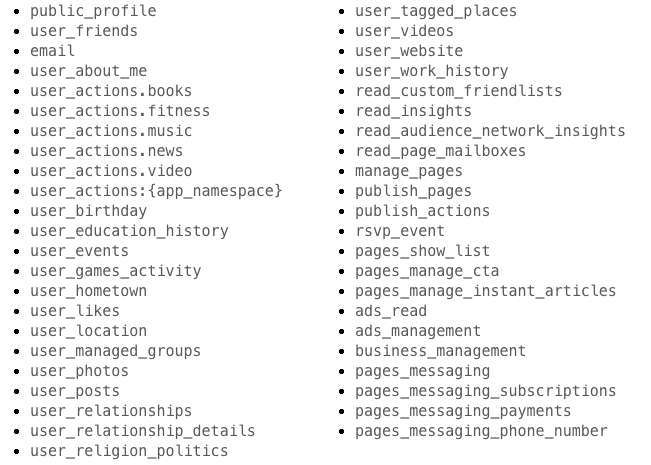 public_profile
user_friends
email
user_about_me
user_actions.books
user_actions.fitness
user_actions.music
user_actions.news
user_actions.video
user_actions:{app_namespace}
user_birthday
user_education_history
user_events
user_games_activity
user_hometown
user_likes
user_location
user_managed_groups
user_photos
user_posts
user_relationships
user_relationship_details
user_religion_politics
user_tagged_places
user_videos
user_website
user_work_history
read_custom_friendlists
read_insights
read_audience_network_insights
read_page_mailboxes
manage_pages
publish_pages
publish_actions
rsvp_event
pages_show_list
pages_manage_cta
pages_manage_instant_articles
ads_read
ads_management
business_management
pages_messaging
pages_messaging_subscriptions
pages_messaging_payments
pages_messaging_phone_number